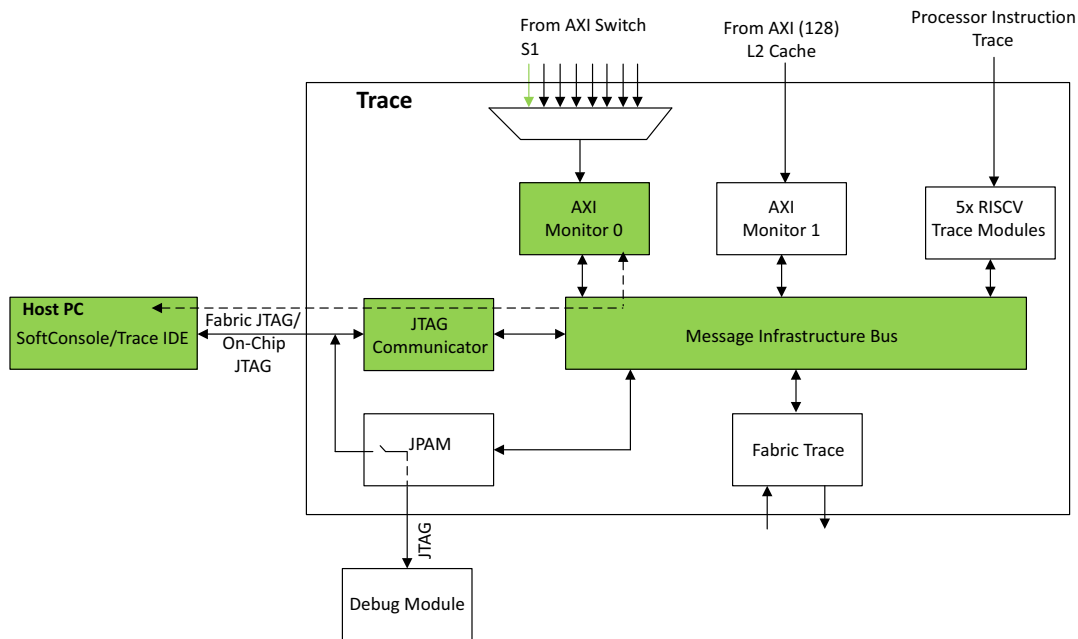 From AXI Switch
S1
From AXI (128)
L2 Cache
Processor Instruction
Trace
Trace
AXI
Monitor 0
AXI
Monitor 1
5x RISCV
Trace Modules
Host PC
SoftConsole/Trace IDE
Fabric JTAG/
On-Chip
JTAG
JTAG
Communicator
Message Infrastructure Bus
JPAM
Fabric Trace
JTAG
Debug Module